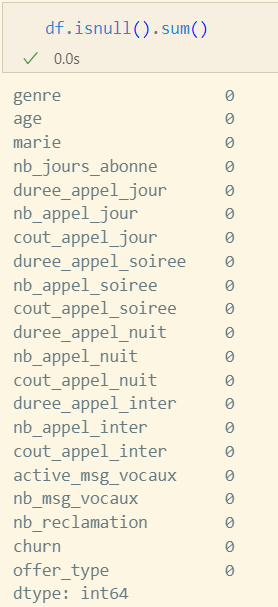 df.isnull().sum()
0.0s
genre 0
age 0
marie 0
nb_jours_abonne 0
duree_appel_jour 0
nb_appel_jour 0
cout_appel_jour 0
duree_appel_soiree 0
nb_appel_soiree 0
cout_appel_soiree 0
duree_appel_nuit 0
nb_appel_nuit 0
cout_appel_nuit 0
duree_appel_inter 0
nb_appel_inter 0
cout_appel_inter 0
active_msg_vocaux 0
nb_msg_vocaux 0
nb_reclamation 0
churn 0
offer_type 0
dtype: int64